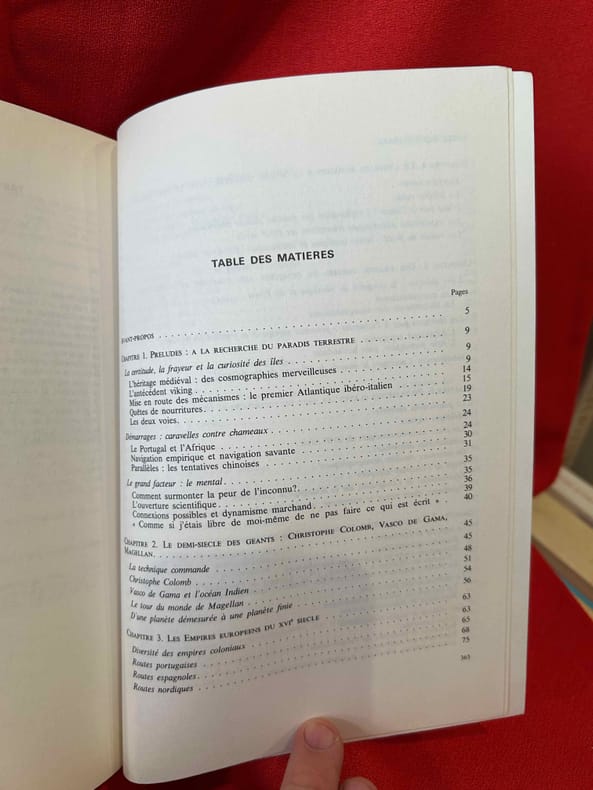 TABLE DES MATIERES
Pages
AVANT-PROPOS . . . 5
CHAPITRE 1. PRELUDES : A LA RECHERCHE DU PARADIS TERRESTRE . . . 9
La certitude, la frayeur et la curiosité des îles . . . 9
L'héritage médiéval : des cosmographies merveilleuses . . . 9
L'antécédent viking . . . 14
Mise en route des mécanismes : le premier Atlantique ibéro-italien . . . 15
Quêtes de nourritures . . . 19
Les deux voies . . . 23
Démarrages : caravelles contre chameaux . . . 24
Le Portugal et l'Afrique . . . 24
Navigation empirique et navigation savante . . . 30
Parallèles : les tentatives chinoises . . . 31
Le grand facteur : le mental . . . 35
Comment surmonter la peur de l'inconnu? . . . 35
L'ouverture scientifique . . . 36
Connexions possibles et dynamisme marchand . . . 39
« Comme si j'étais libre de moi-même de ne pas faire ce qui est écrit » . 40
CHAPITRE 2. LE DEMI-SIECLE DES GEANTS : CHRISTOPHE COLOMB, VASCO DE GAMA,
MAGELLAN . . . 45
La technique commande . . . 45
Christophe Colomb . . . 48
Vasco de Gama et l'océan Indien . . . 51
Le tour du monde de Magellan . . . 54
D'une planète démesurée à une planète finie . . . 56
CHAPITRE 3. LES EMPIRES EUROPEENS DU XVIe SIECLE . . . 63
Diversité des empires coloniaux . . . 63
Routes portugaises . . . 65
Routes espagnoles . . . 68
Routes nordiques . . . 75
363